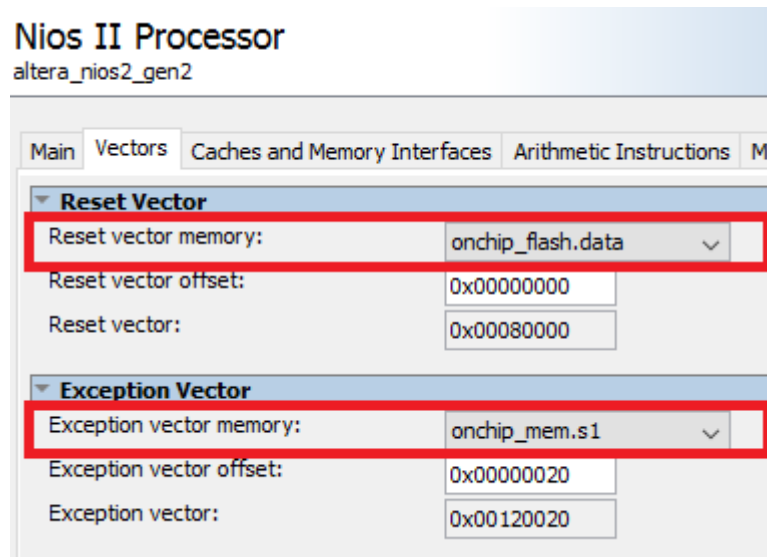 Nios II Processor
altera_nios2_gen2
Main Vectors Caches and Memory Interfaces Arithmetic Instructions M
Reset Vector
Reset vector memory: onchip_flash.data
Reset vector offset: 0x00000000
Reset vector: 0x00080000
Exception Vector
Exception vector memory: onchip_mem.s1
Exception vector offset: 0x00000020
Exception vector: 0x00120020